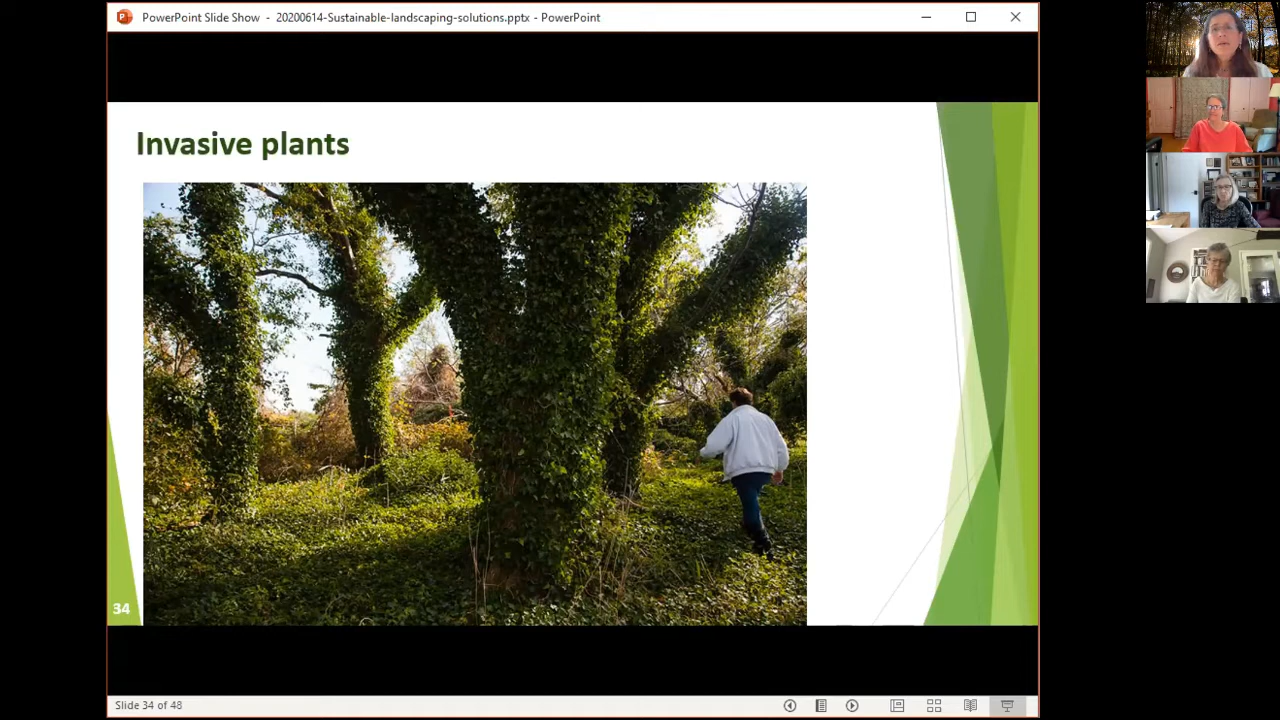 PowerPoint Slide Show - 20200614-Sustainable-landscaping-solutions.pptx - PowerPoint
Invasive plants
34
Slide 34 of 48